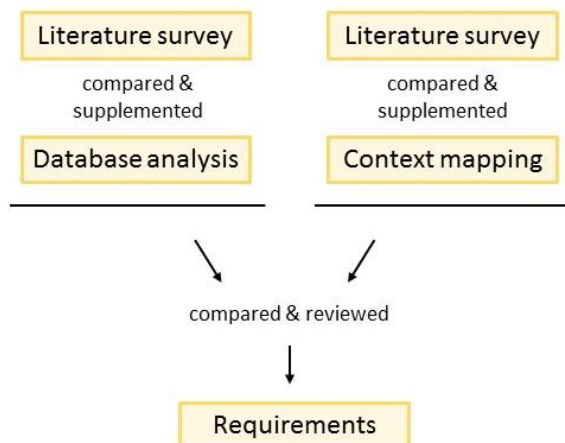 Literature survey
compared &
supplemented
Database analysis
Literature survey
compared &
supplemented
Context mapping
compared & reviewed
Requirements